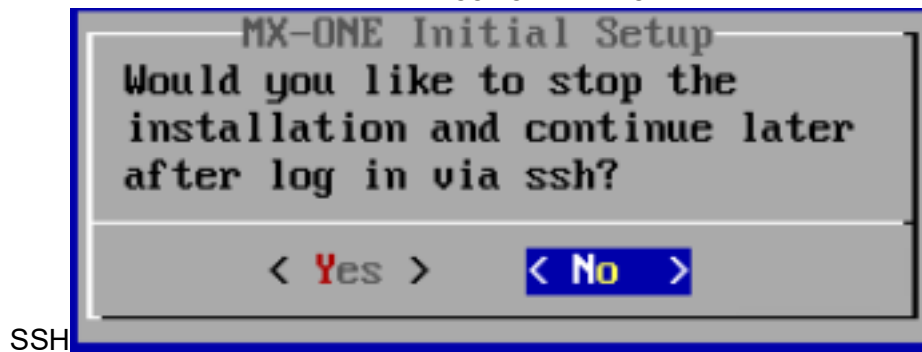 MX-ONE Initial Setup
Would you like to stop the
installation and continue later
after log in via ssh?
< Yes > < No >
SSH